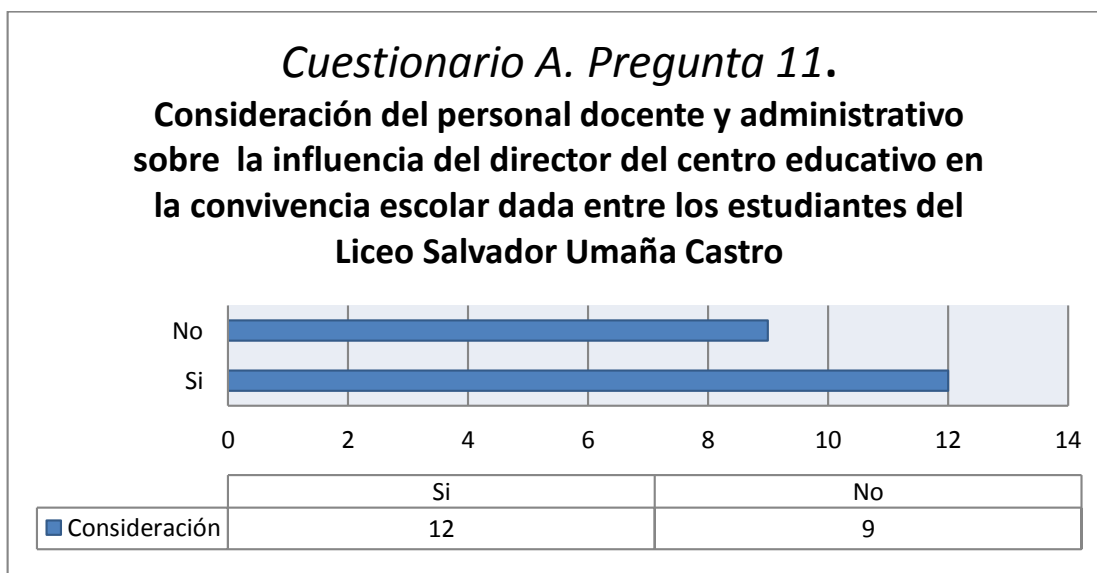 Cuestionario A. Pregunta 11.
Consideración del personal docente y administrativo
sobre la influencia del director del centro educativo en
la convivencia escolar dada entre los estudiantes del
Liceo Salvador Umaña Castro
No
Si
0 2 4 6 8 10 12 14
Si No
Consideración 12 9